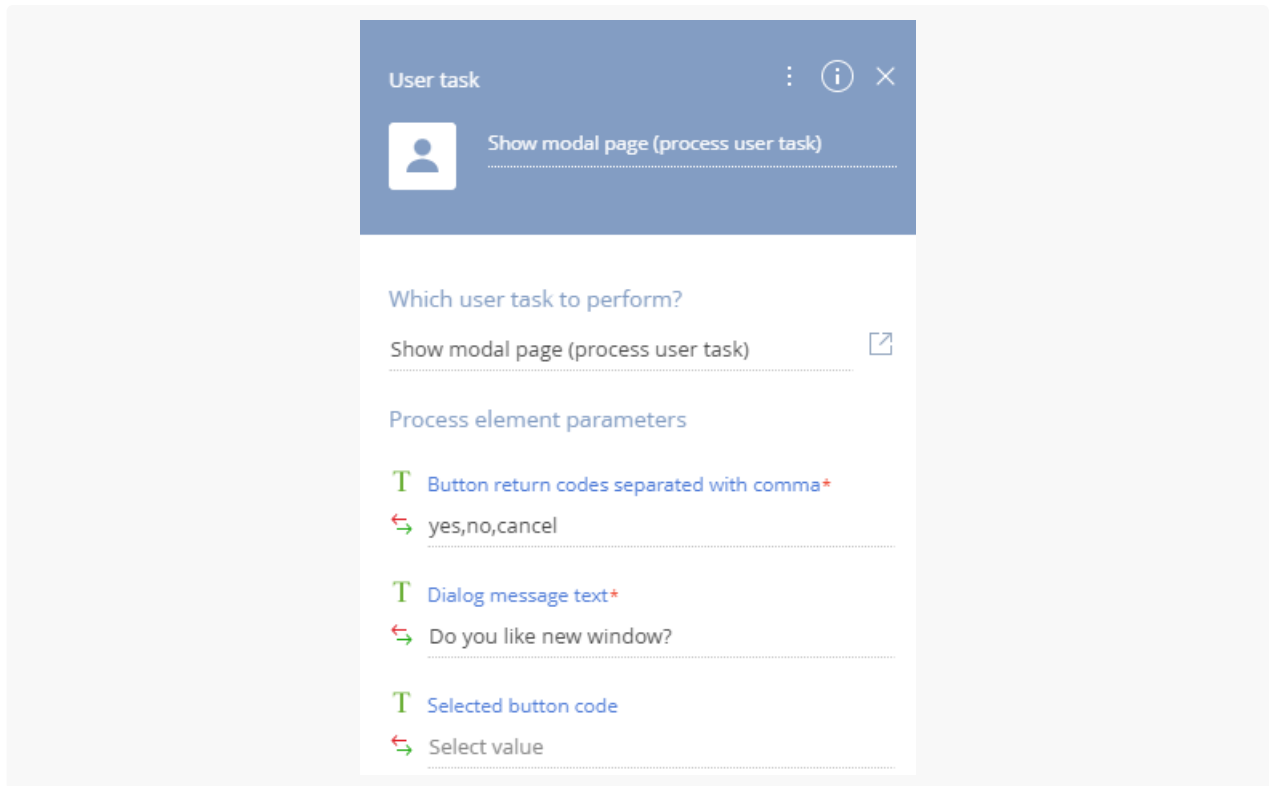 User task
Show modal page (process user task)
Which user task to perform?
Show modal page (process user task)
Process element parameters
T Button return codes separated with comma*
yes,no,cancel
T Dialog message text*
Do you like new window?
T Selected button code
Select value